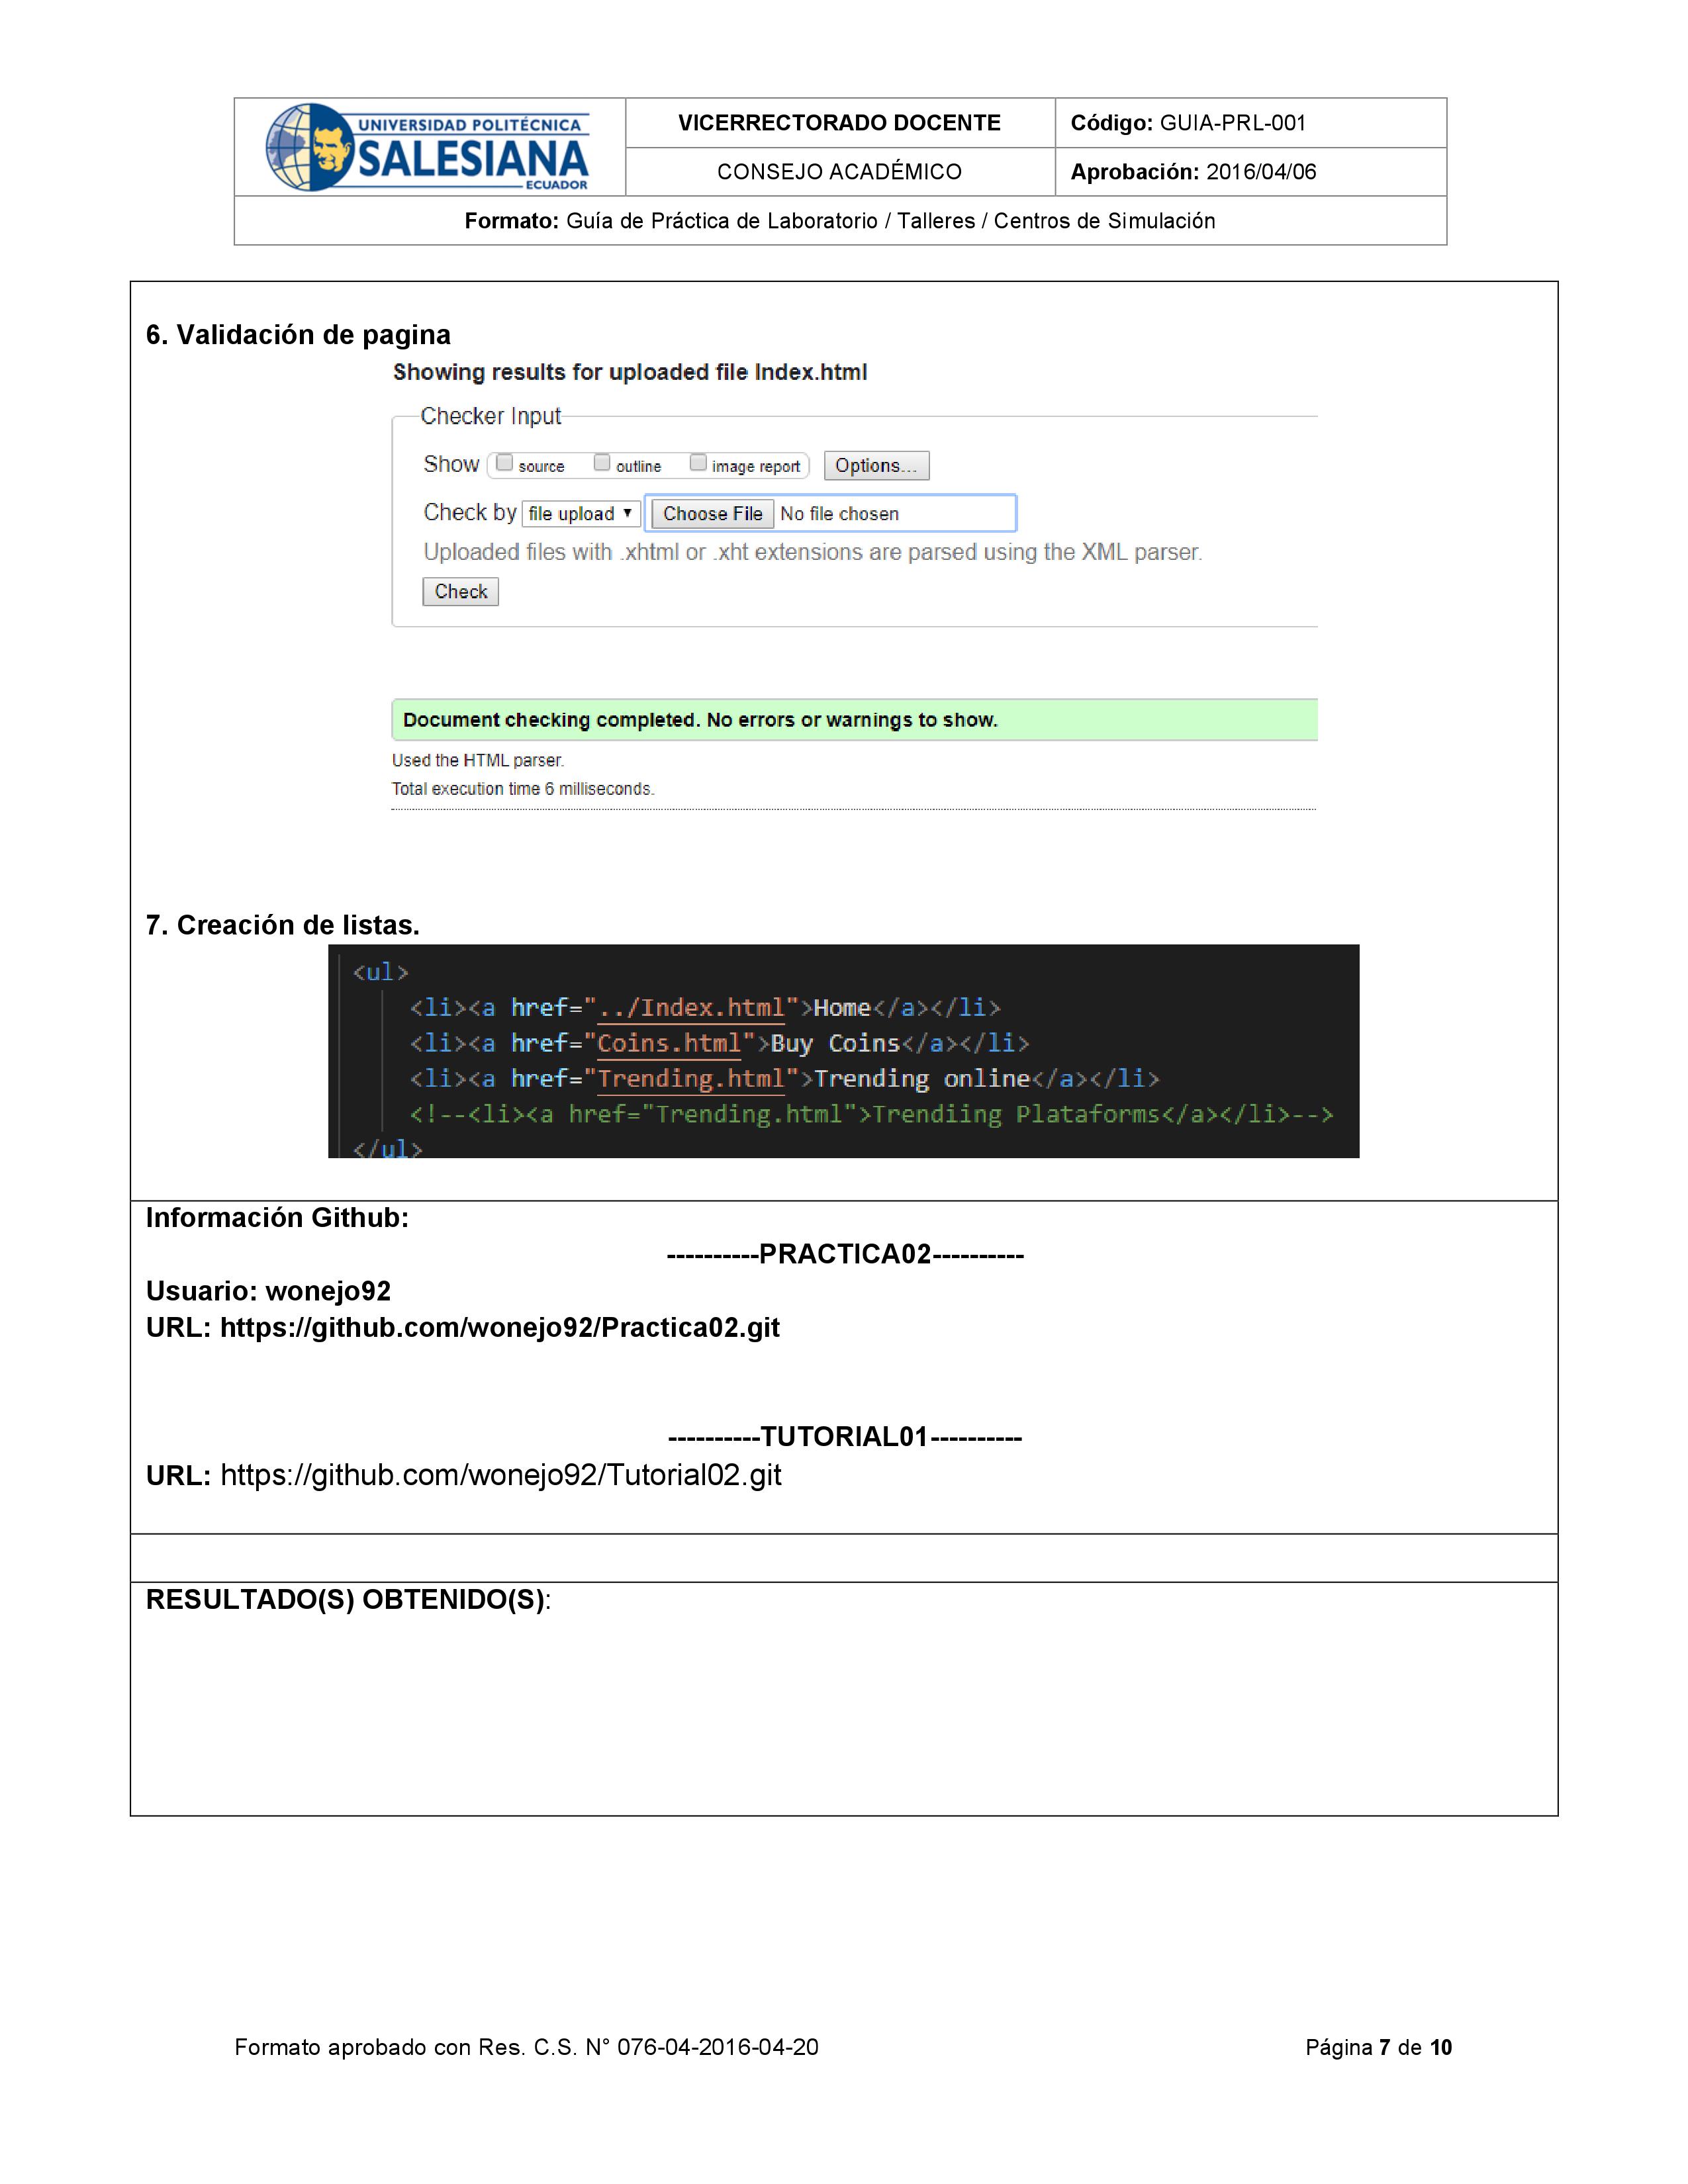 UNIVERSIDAD POLITÉCNICA
SALESIANA
ECUADOR
VICERRECTORADO DOCENTE
Código: GUIA-PRL-001
CONSEJO ACADÉMICO
Aprobación: 2016/04/06
Formato: Guía de Práctica de Laboratorio / Talleres / Centros de Simulación
6. Validación de pagina
Showing results for uploaded file Index.html
Checker Input
Show source outline image report Options...
Check by file upload ▼ Choose File No file chosen
Uploaded files with .xhtml or .xht extensions are parsed using the XML parser.
Check
Document checking completed. No errors or warnings to show.
Used the HTML parser.
Total execution time 6 milliseconds.
7. Creación de listas.
<ul>
<li><a href="../Index.html">Home</a></li>
<li><a href="Coins.html">Buy Coins</a></li>
<li><a href="Trending.html">Trending online</a></li>
<!--<li><a href="Trending.html">Trendiing Plataforms</a></li>-->
</ul>
Información Github:
----------PRACTICA02----------
Usuario: wonejo92
URL: https://github.com/wonejo92/Practica02.git
----------TUTORIAL01----------
URL: https://github.com/wonejo92/Tutorial02.git
RESULTADO(S) OBTENIDO(S):
Formato aprobado con Res. C.S. N° 076-04-2016-04-20
Página 7 de 10